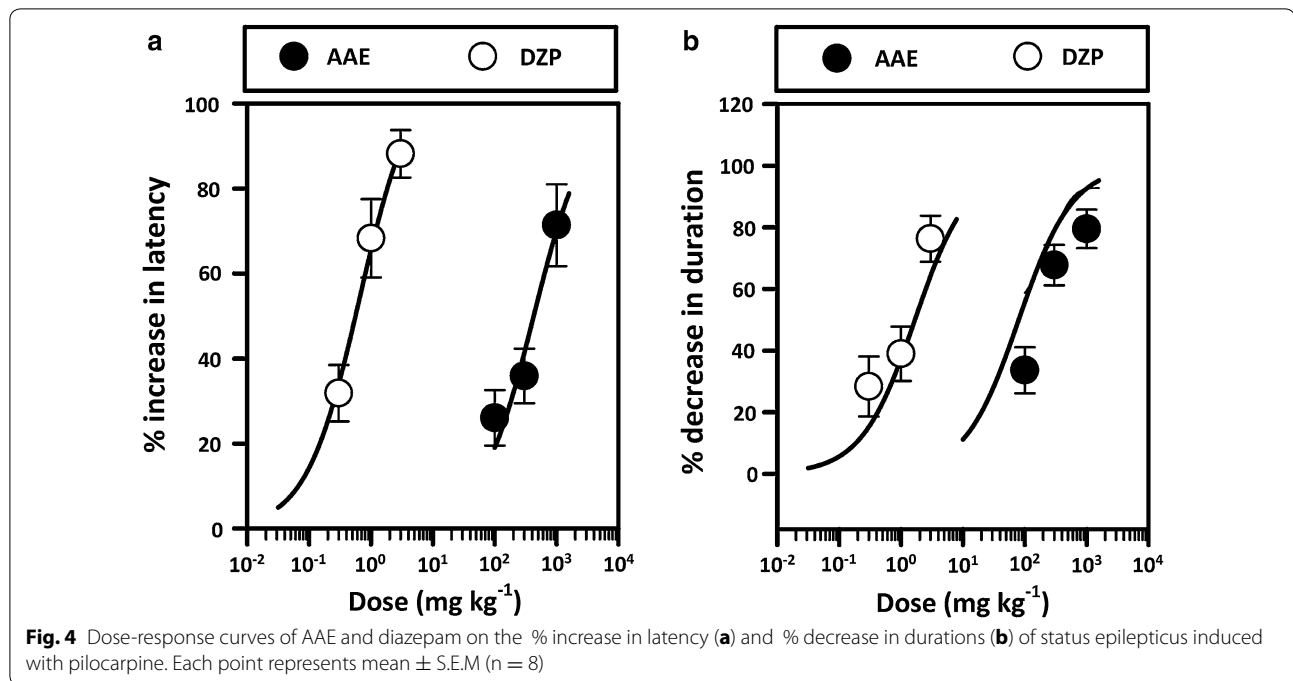 a
AAE DZP
100
80
60
40
20
0
% increase in latency
10⁻² 10⁻¹ 10⁰ 10¹ 10² 10³ 10⁴
Dose (mg kg⁻¹)
b
AAE DZP
120
100
80
60
40
20
0
% decrease in duration
10⁻² 10⁻¹ 10⁰ 10¹ 10² 10³ 10⁴
Dose (mg kg⁻¹)
Fig. 4 Dose-response curves of AAE and diazepam on the % increase in latency (a) and % decrease in durations (b) of status epilepticus induced
with pilocarpine. Each point represents mean ± S.E.M (n = 8)